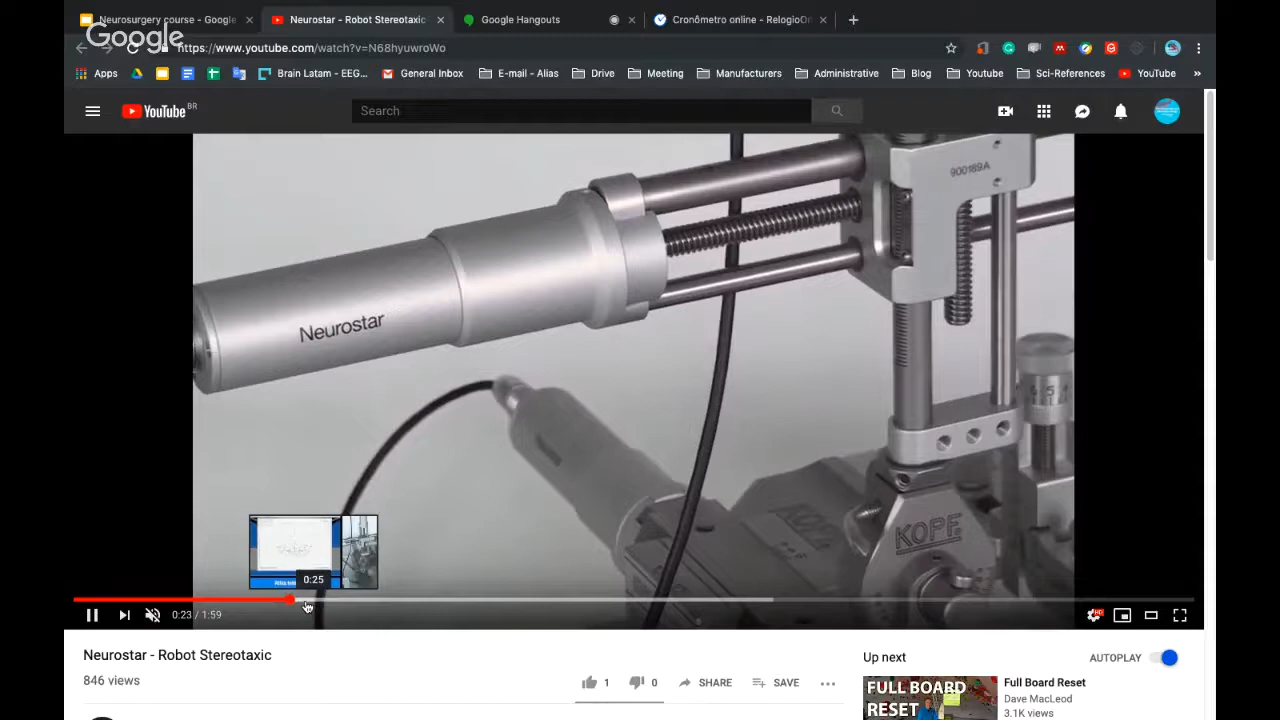 Neurosurgery course - Google
Neurostar - Robot Stereotaxic
Google Hangouts
Cronômetro online - RelogioOn
Google
https://www.youtube.com/watch?v=N68hyuwroWo
Apps
Brain Latam - EEG...
General Inbox
E-mail - Alias
Drive
Meeting
Manufacturers
Administrative
Blog
Youtube
Sci-References
YouTube
»
YouTube BR
Search
900189A
Neurostar
6 5
KOPF
0:25
0:23 / 1:59
HD
Neurostar - Robot Stereotaxic
846 views
1
0
SHARE
SAVE
Up next
AUTOPLAY
FULL BOARD
RESET
Full Board Reset
Dave MacLeod
3.1K views